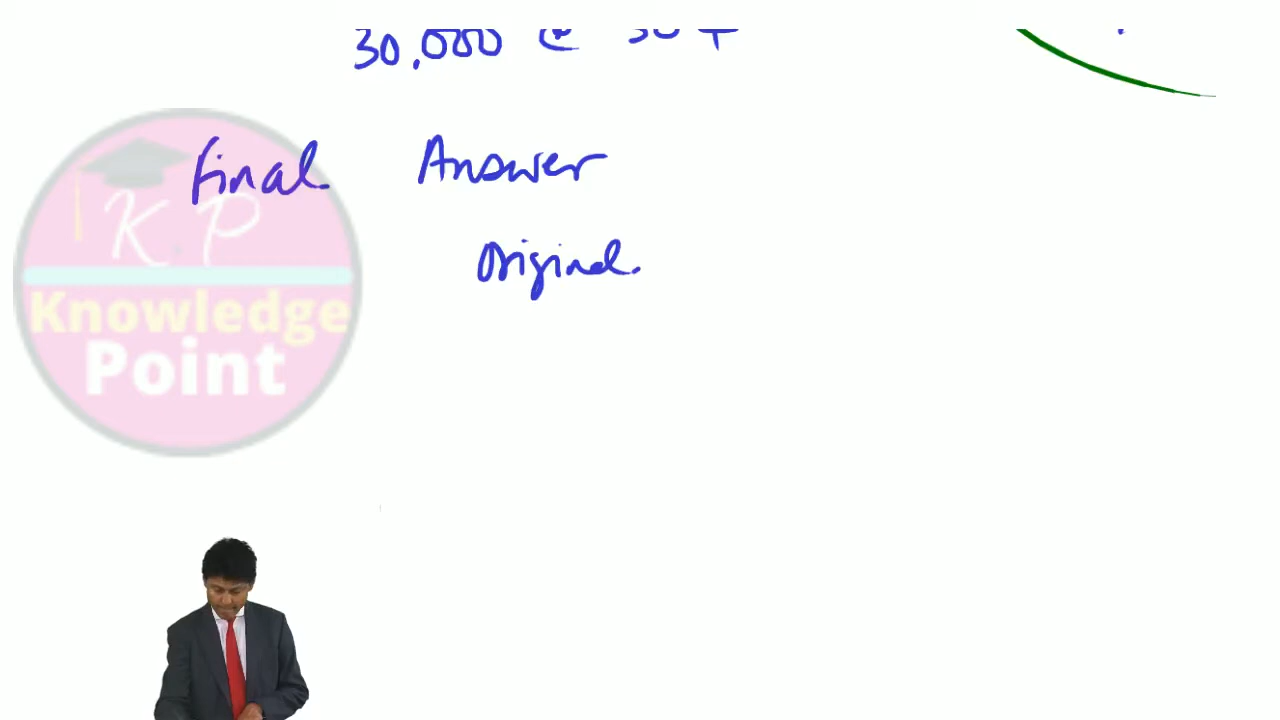 30,000 @
final Answer
original
K P
Knowledge
Point